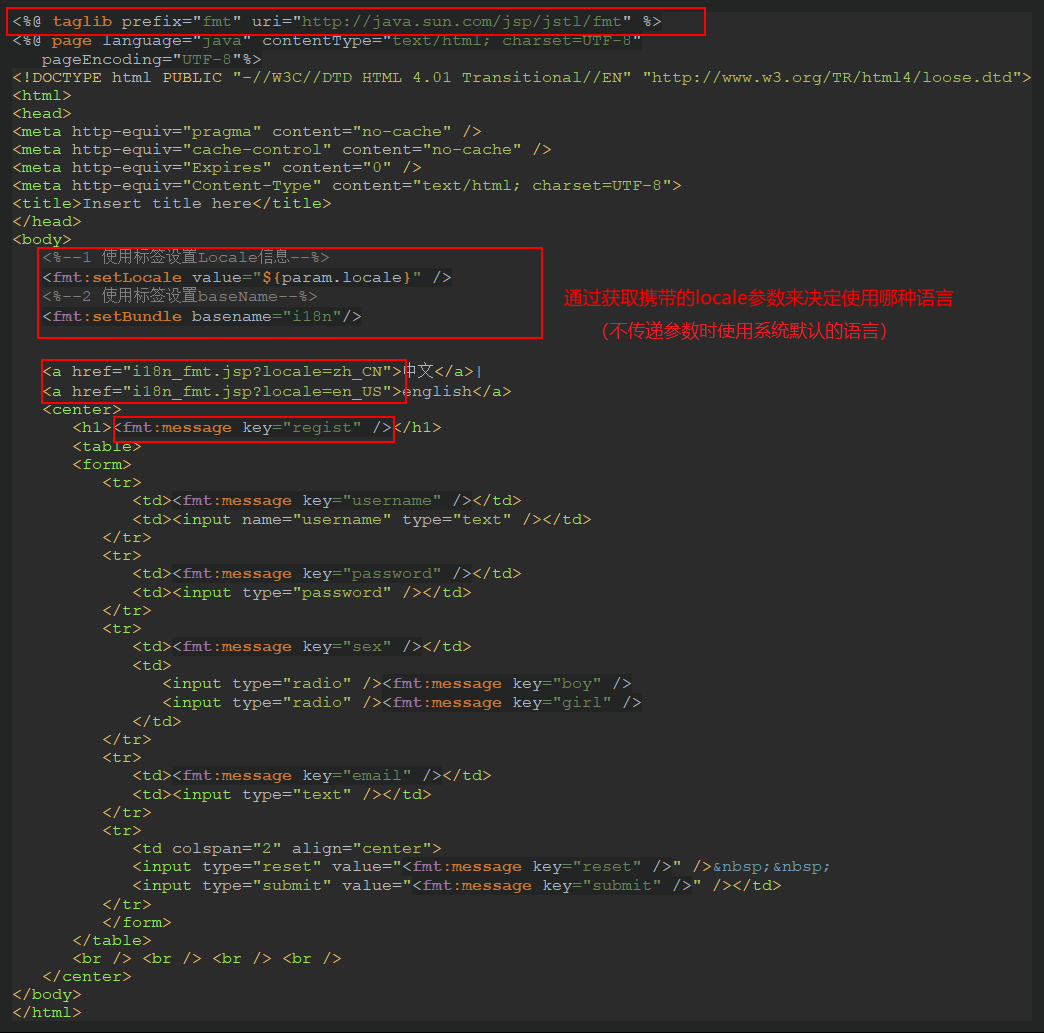 <%@ taglib prefix="fmt" uri="http://java.sun.com/jsp/jstl/fmt" %>
<%@ page language="java" contentType="text/html; charset=UTF-8"
pageEncoding="UTF-8"%>
<!DOCTYPE html PUBLIC "-//W3C//DTD HTML 4.01 Transitional//EN" "http://www.w3.org/TR/html4/loose.dtd">
<html>
<head>
<meta http-equiv="pragma" content="no-cache" />
<meta http-equiv="cache-control" content="no-cache" />
<meta http-equiv="Expires" content="0" />
<meta http-equiv="Content-Type" content="text/html; charset=UTF-8">
<title>Insert title here</title>
</head>
<body>
<%--1 使用标签设置Locale信息--%>
<fmt:setLocale value="${param.locale}" />
<%--2 使用标签设置baseName--%>
<fmt:setBundle basename="i18n"/>
通过获取携带的locale参数来决定使用哪种语言
（不传递参数时使用系统默认的语言）
<a href="i18n_fmt.jsp?locale=zh_CN">中文</a>|
<a href="i18n_fmt.jsp?locale=en_US">english</a>
<center>
<h1><fmt:message key="regist" /></h1>
<table>
<form>
<tr>
<td><fmt:message key="username" /></td>
<td><input name="username" type="text" /></td>
</tr>
<tr>
<td><fmt:message key="password" /></td>
<td><input type="password" /></td>
</tr>
<tr>
<td><fmt:message key="sex" /></td>
<td>
<input type="radio" /><fmt:message key="boy" />
<input type="radio" /><fmt:message key="girl" />
</td>
</tr>
<tr>
<td><fmt:message key="email" /></td>
<td><input type="text" /></td>
</tr>
<tr>
<td colspan="2" align="center">
<input type="reset" value="<fmt:message key="reset" />" />&nbsp;&nbsp;
<input type="submit" value="<fmt:message key="submit" />" /></td>
</tr>
</form>
</table>
<br /> <br /> <br /> <br />
</center>
</body>
</html>